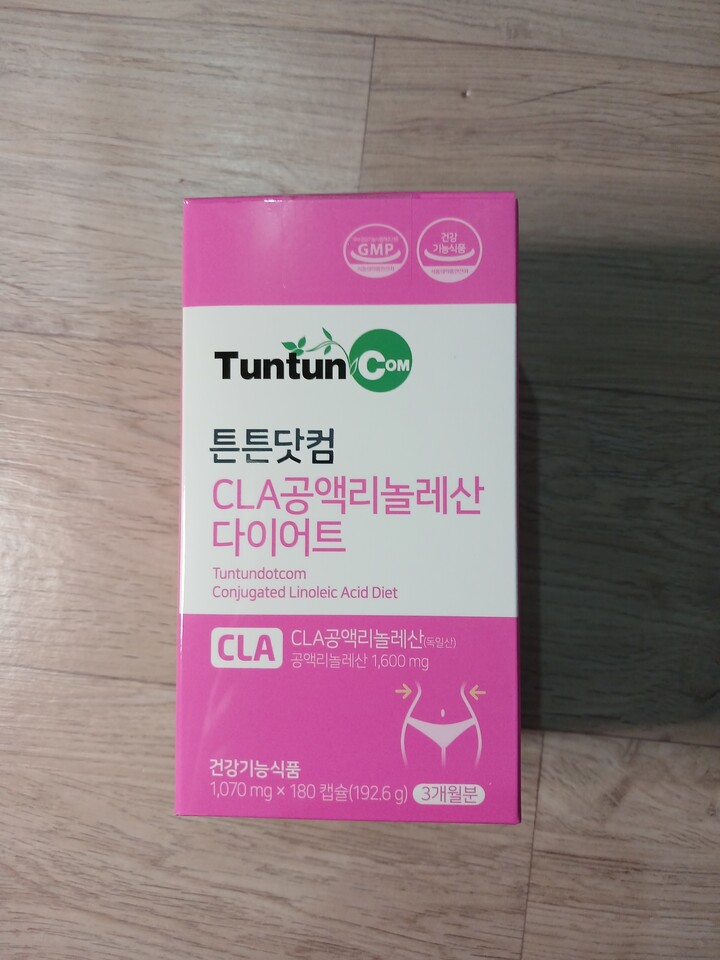 GMP
건강
기능식품
Tuntun COM
튼튼닷컴
CLA공액리놀레산
다이어트
Tuntundotcom
Conjugated Linoleic Acid Diet
CLA
CLA공액리놀레산(독일산)
공액리놀레산 1,600 mg
건강기능식품
1,070 mg × 180 캡슐(192.6 g) 3개월분